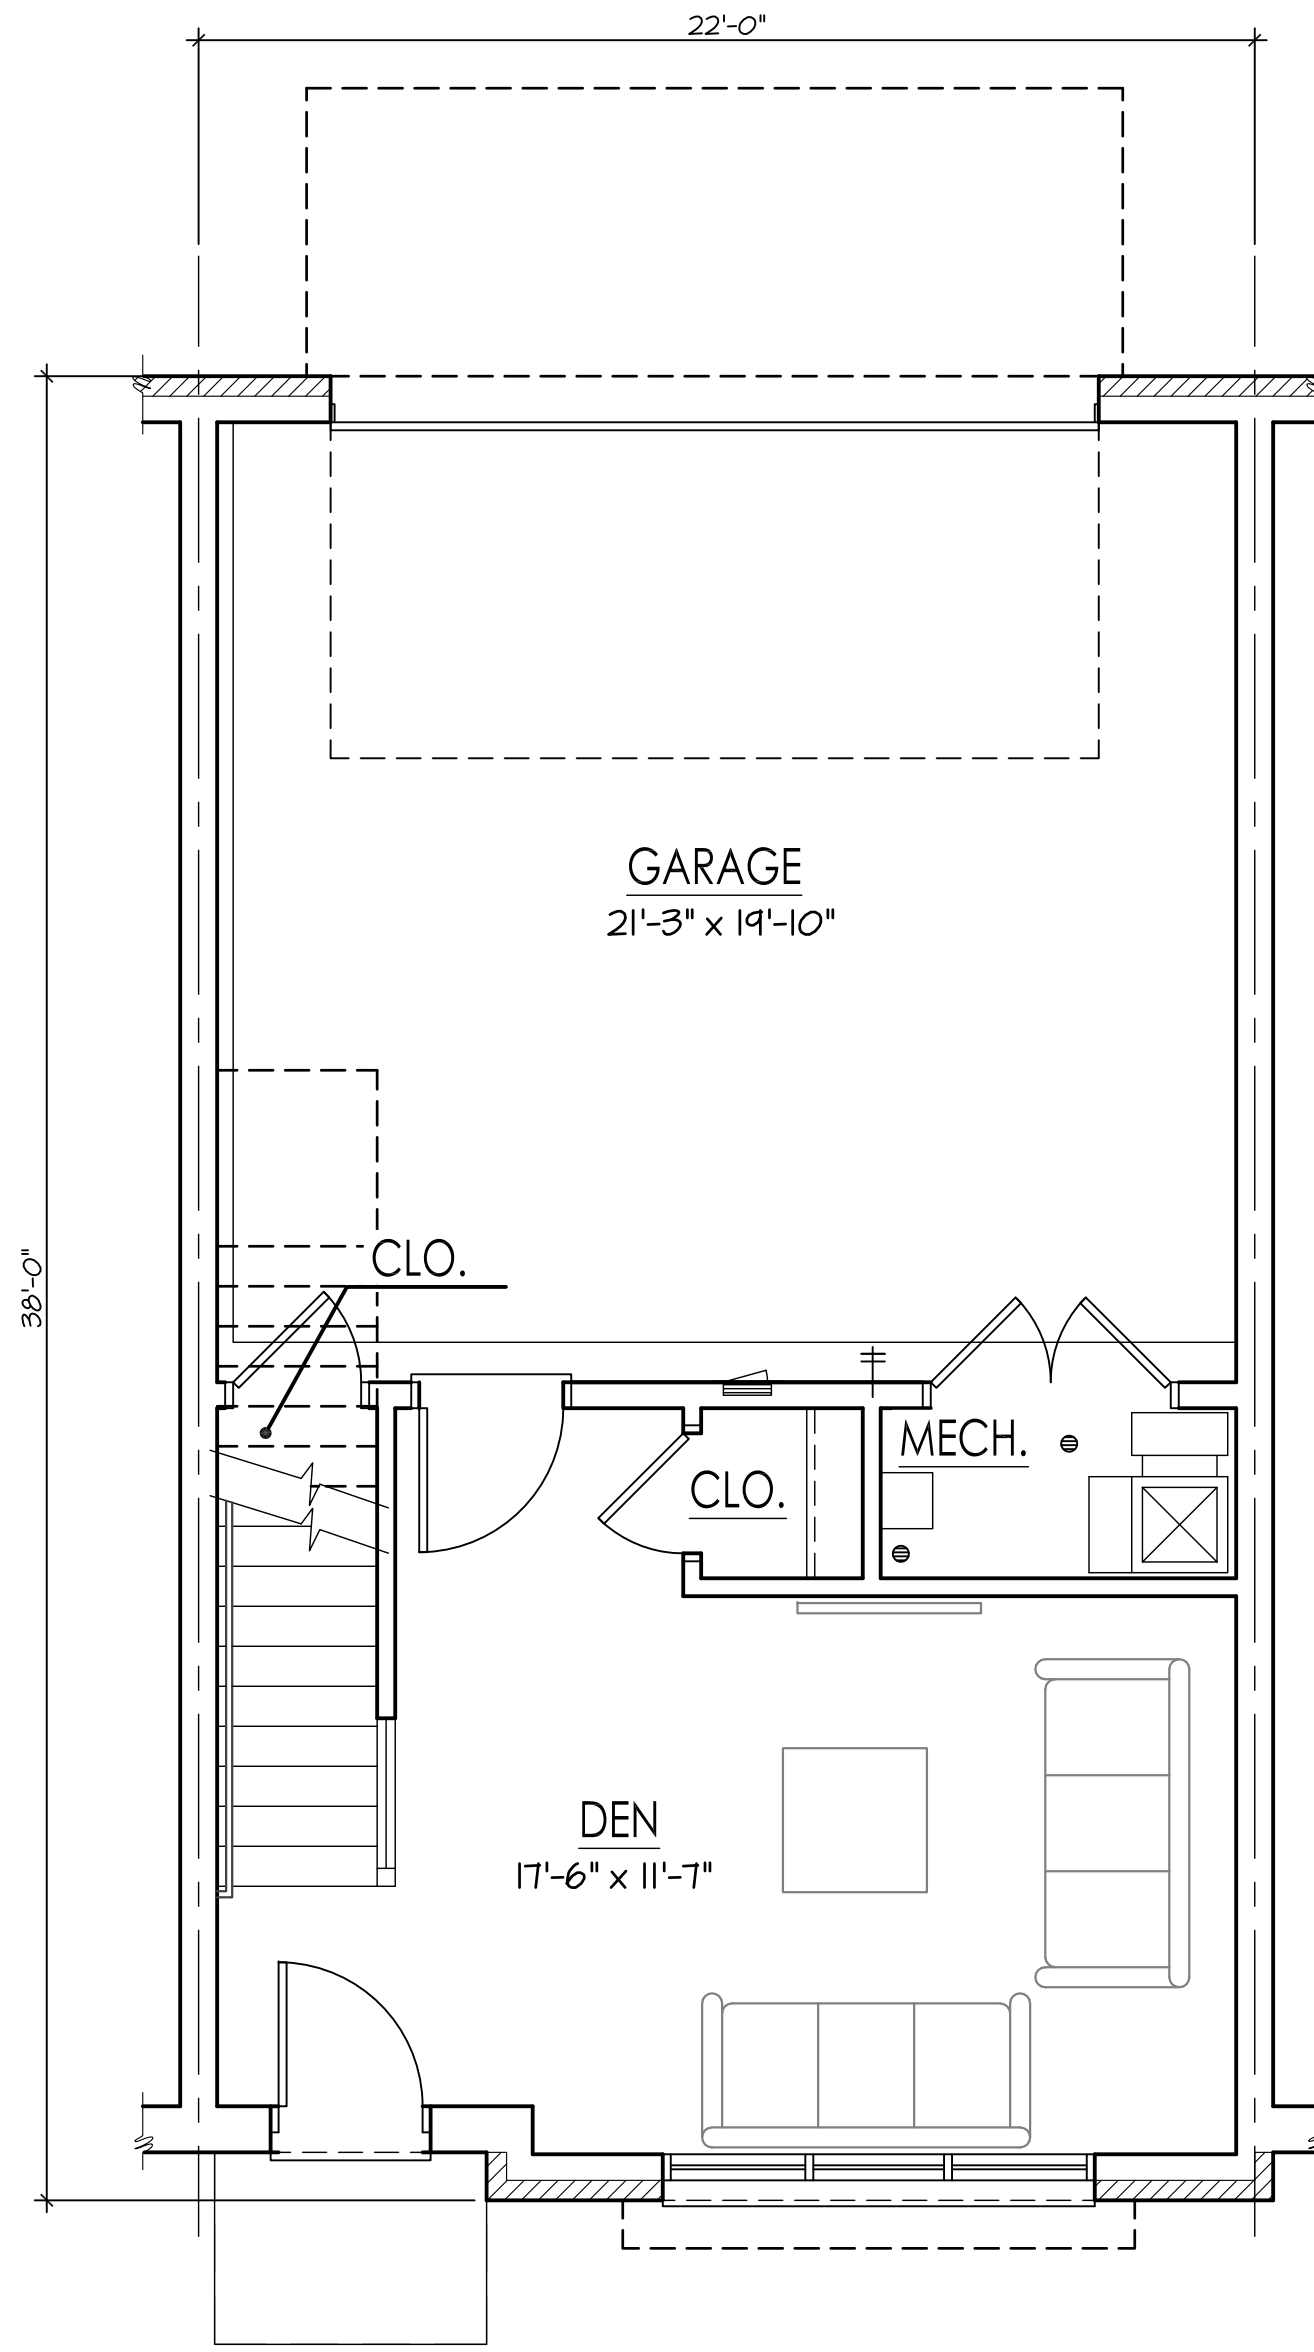 22'-0"
GARAGE
21'-3" x 19'-10"
CLO.
38'-0"
MECH.
CLO.
DEN
17'-6" x 11'-7"